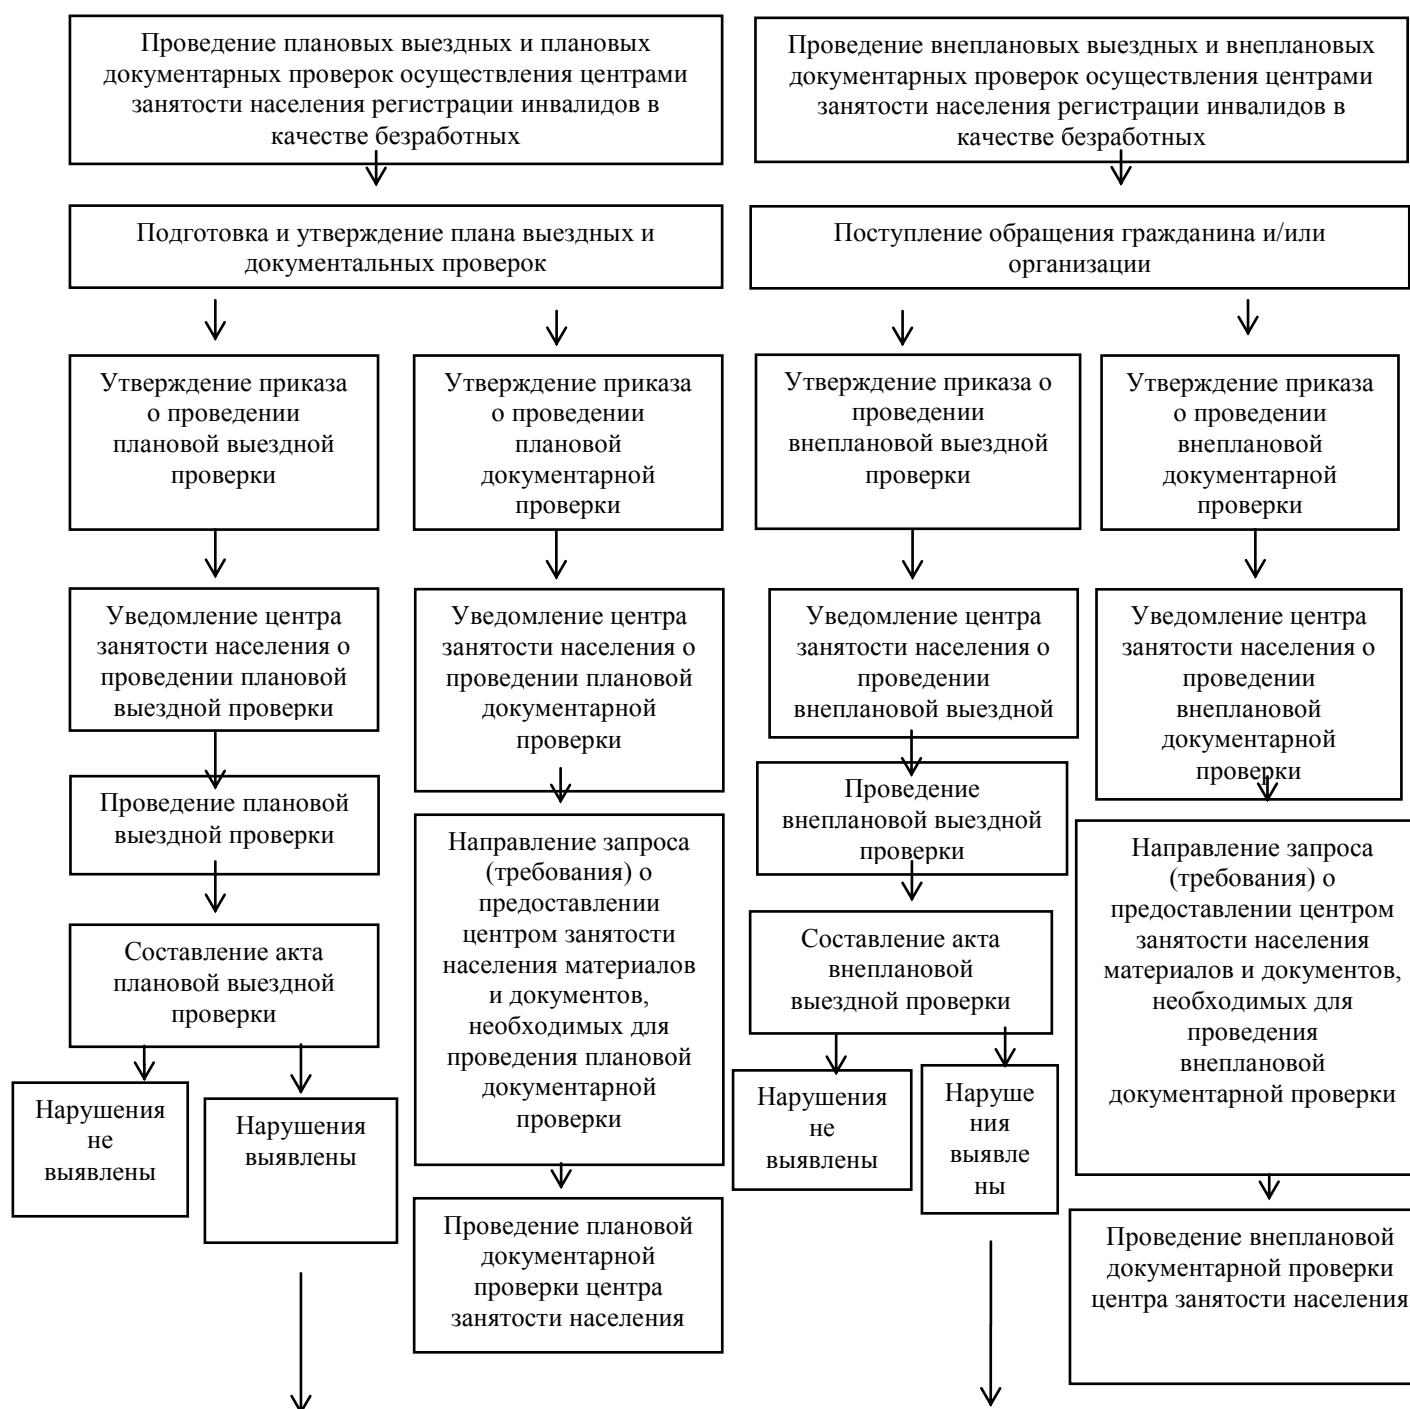 Проведение плановых выездных и плановых
документарных проверок осуществления центрами
занятости населения регистрации инвалидов в
качестве безработных
Проведение внеплановых выездных и внеплановых
документарных проверок осуществления центрами
занятости населения регистрации инвалидов в
качестве безработных
Подготовка и утверждение плана выездных и
документальных проверок
Поступление обращения гражданина и/или
организации
Утверждение приказа
о проведении
плановой выездной
проверки
Утверждение приказа
о проведении
плановой
документарной
проверки
Утверждение приказа о
проведении
внеплановой выездной
проверки
Утверждение приказа
о проведении
внеплановой
документарной
проверки
Уведомление центра
занятости населения о
проведении плановой
выездной проверки
Уведомление центра
занятости населения о
проведении плановой
документарной
проверки
Уведомление центра
занятости населения о
проведении
внеплановой выездной
Уведомление центра
занятости населения о
проведении
внеплановой
документарной
проверки
Проведение плановой
выездной проверки
Направление запроса
(требования) о
предоставлении
центром занятости
населения материалов
и документов,
необходимых для
проведения плановой
документарной
проверки
Проведение
внеплановой выездной
проверки
Направление запроса
(требования) о
предоставлении центром
занятости населения
материалов и документов,
необходимых для
проведения
внеплановой
документарной проверки
Составление акта
плановой выездной
проверки
Составление акта
внеплановой
выездной проверки
Нарушения
не
выявлены
Нарушения
выявлены
Нарушения
не
выявлены
Наруше
ния
выявле
ны
Проведение плановой
документарной
проверки центра
занятости населения
Проведение внеплановой
документарной проверки
центра занятости населения